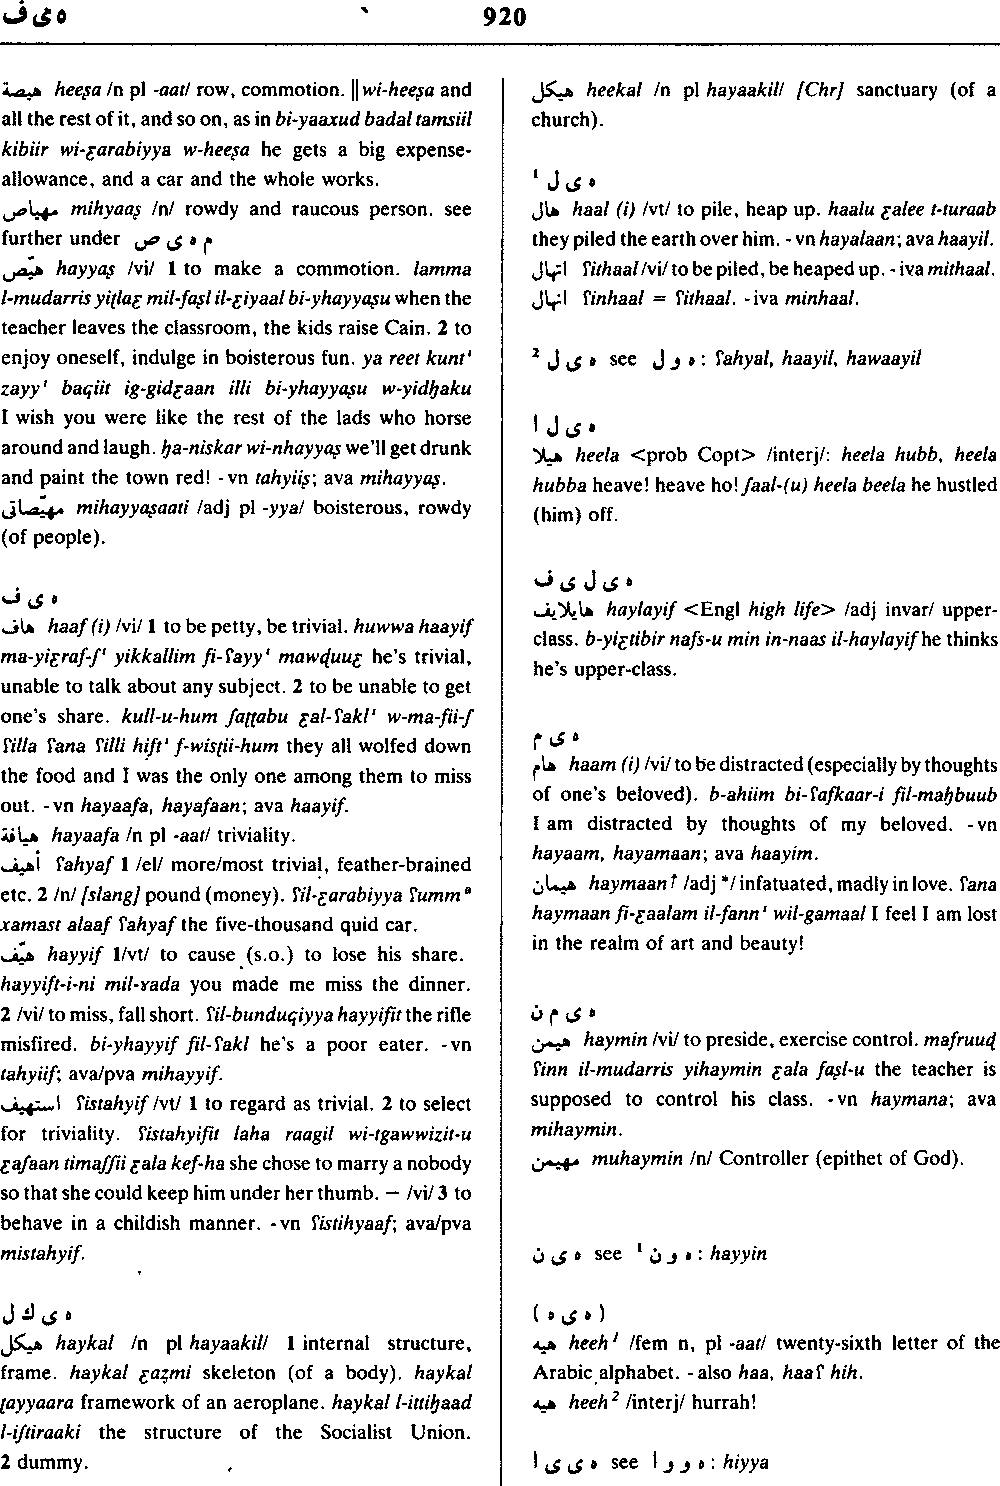 ه ى ف 920
هيصة heeṣa /n pl -aat/ row, commotion. ‖ wi-heeṣa and
all the rest of it, and so on, as in bi-yaaxud badal tamsiil
kibiir wi-ʕarabiyya w-heeṣa he gets a big expense-
allowance, and a car and the whole works.
مهياص mihyaaṣ /n/ rowdy and raucous person. see
further under م ه ى ص
هيّص hayyaṣ /vi/ 1 to make a commotion. lamma
l-mudarris yiṭlaʕ mil-faṣl il-ʕiyaal bi-yhayyaṣu when the
teacher leaves the classroom, the kids raise Cain. 2 to
enjoy oneself, indulge in boisterous fun. ya reet kuntⁱ
zayyⁱ baqiit ig-gidʕaan illi bi-yhayyaṣu w-yidḥaku
I wish you were like the rest of the lads who horse
around and laugh. ḥa-niskar wi-nhayyaṣ we'll get drunk
and paint the town red! -vn tahyiiṣ; ava mihayyaṣ.
مهيّصاتى mihayyaṣaati /adj pl -yya/ boisterous, rowdy
(of people).
ه ى ف
هاف haaf (i) /vi/ 1 to be petty, be trivial. huwwa haayif
ma-yiʕraf-ʃⁱ yikkallim fi-ʔayyⁱ mawḍuuʕ he's trivial,
unable to talk about any subject. 2 to be unable to get
one's share. kull-u-hum ʃaṭṭabu ʕal-ʔaklⁱ w-ma-fii-ʃ
ʔilla ʔana ʔilli hiftⁱ f-wisṭii-hum they all wolfed down
the food and I was the only one among them to miss
out. -vn hayaafa, hayafaan; ava haayif.
هيافة hayaafa /n pl -aat/ triviality.
أهيف ʔahyaf 1 /el/ more/most trivial, feather-brained
etc. 2 /n/ [slang] pound (money). ʔil-ʕarabiyya ʔummᵃ
xamast alaaf ʔahyaf the five-thousand quid car.
هيّف hayyif 1/vt/ to cause (s.o.) to lose his share.
hayyift-i-ni mil-ɣada you made me miss the dinner.
2 /vi/ to miss, fall short. ʔil-bunduqiyya hayyifit the rifle
misfired. bi-yhayyif fil-ʔakl he's a poor eater. -vn
tahyiif; ava/pva mihayyif.
استهيف ʔistahyif /vt/ 1 to regard as trivial. 2 to select
for triviality. ʔistahyifit laha raagil wi-tgawwizit-u
ʕaʃaan timaʃʃii ʕala kef-ha she chose to marry a nobody
so that she could keep him under her thumb. — /vi/ 3 to
behave in a childish manner. -vn ʔistihyaaf; ava/pva
mistahyif.
ه ى ك ل
هيكل haykal /n pl hayaakil/ 1 internal structure,
frame. haykal ʕaẓmi skeleton (of a body). haykal
ṭayyaara framework of an aeroplane. haykal l-ittiḥaad
l-iʃtiraaki the structure of the Socialist Union.
2 dummy.
هيكل heekal /n pl hayaakil/ [Chr] sanctuary (of a
church).
ه ى ل ¹
هال haal (i) /vt/ to pile, heap up. haalu ʕalee t-turaab
they piled the earth over him. -vn hayalaan; ava haayil.
اتهال ʔithaal /vi/ to be piled, be heaped up. -iva mithaal.
انهال ʔinhaal = ʔithaal. -iva minhaal.
ه ى ل ² see ه و ل : ʔahyal, haayil, hawaayil
ه ى ل ا
هيلا heela <prob Copt> /interj/: heela hubb, heela
hubba heave! heave ho! ʃaal-(u) heela beela he hustled
(him) off.
ه ى ل ى ف
هايلايف haylayif <Engl high life> /adj invar/ upper-
class. b-yiʕtibir nafs-u min in-naas il-haylayif he thinks
he's upper-class.
ه ى م
هام haam (i) /vi/ to be distracted (especially by thoughts
of one's beloved). b-ahiim bi-ʔafkaar-i fil-maḥbuub
I am distracted by thoughts of my beloved. -vn
hayaam, hayamaan; ava haayim.
هيمان haymaan↑ /adj */ infatuated, madly in love. ʔana
haymaan fi-ʕaalam il-fannⁱ wil-gamaal I feel I am lost
in the realm of art and beauty!
ه ى م ن
هيمن haymin /vi/ to preside, exercise control. mafruuḍ
ʔinn il-mudarris yihaymin ʕala faṣl-u the teacher is
supposed to control his class. -vn haymana; ava
mihaymin.
مهيمن muhaymin /n/ Controller (epithet of God).
ه ى ن see ه و ن ¹ : hayyin
(ه ى ه)
هيه heeh¹ /fem n, pl -aat/ twenty-sixth letter of the
Arabic alphabet. -also haa, haaʔ hih.
هيه heeh² /interj/ hurrah!
ه ى ى ا see ه و و ا : hiyya